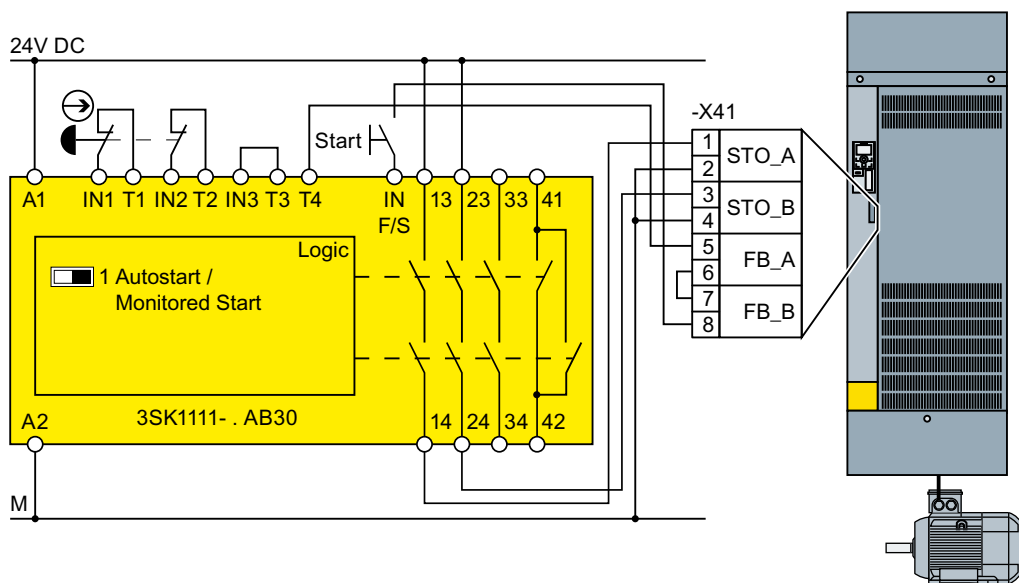 24V DC
-X41
Start
1
STO_A
2
3
STO_B
4
5
FB_A
6
7
FB_B
8
A1 IN1 T1 IN2 T2 IN3 T3 T4 IN F/S 13 23 33 41
Logic
1 Autostart /
Monitored Start
A2 3SK1111- . AB30 14 24 34 42
M